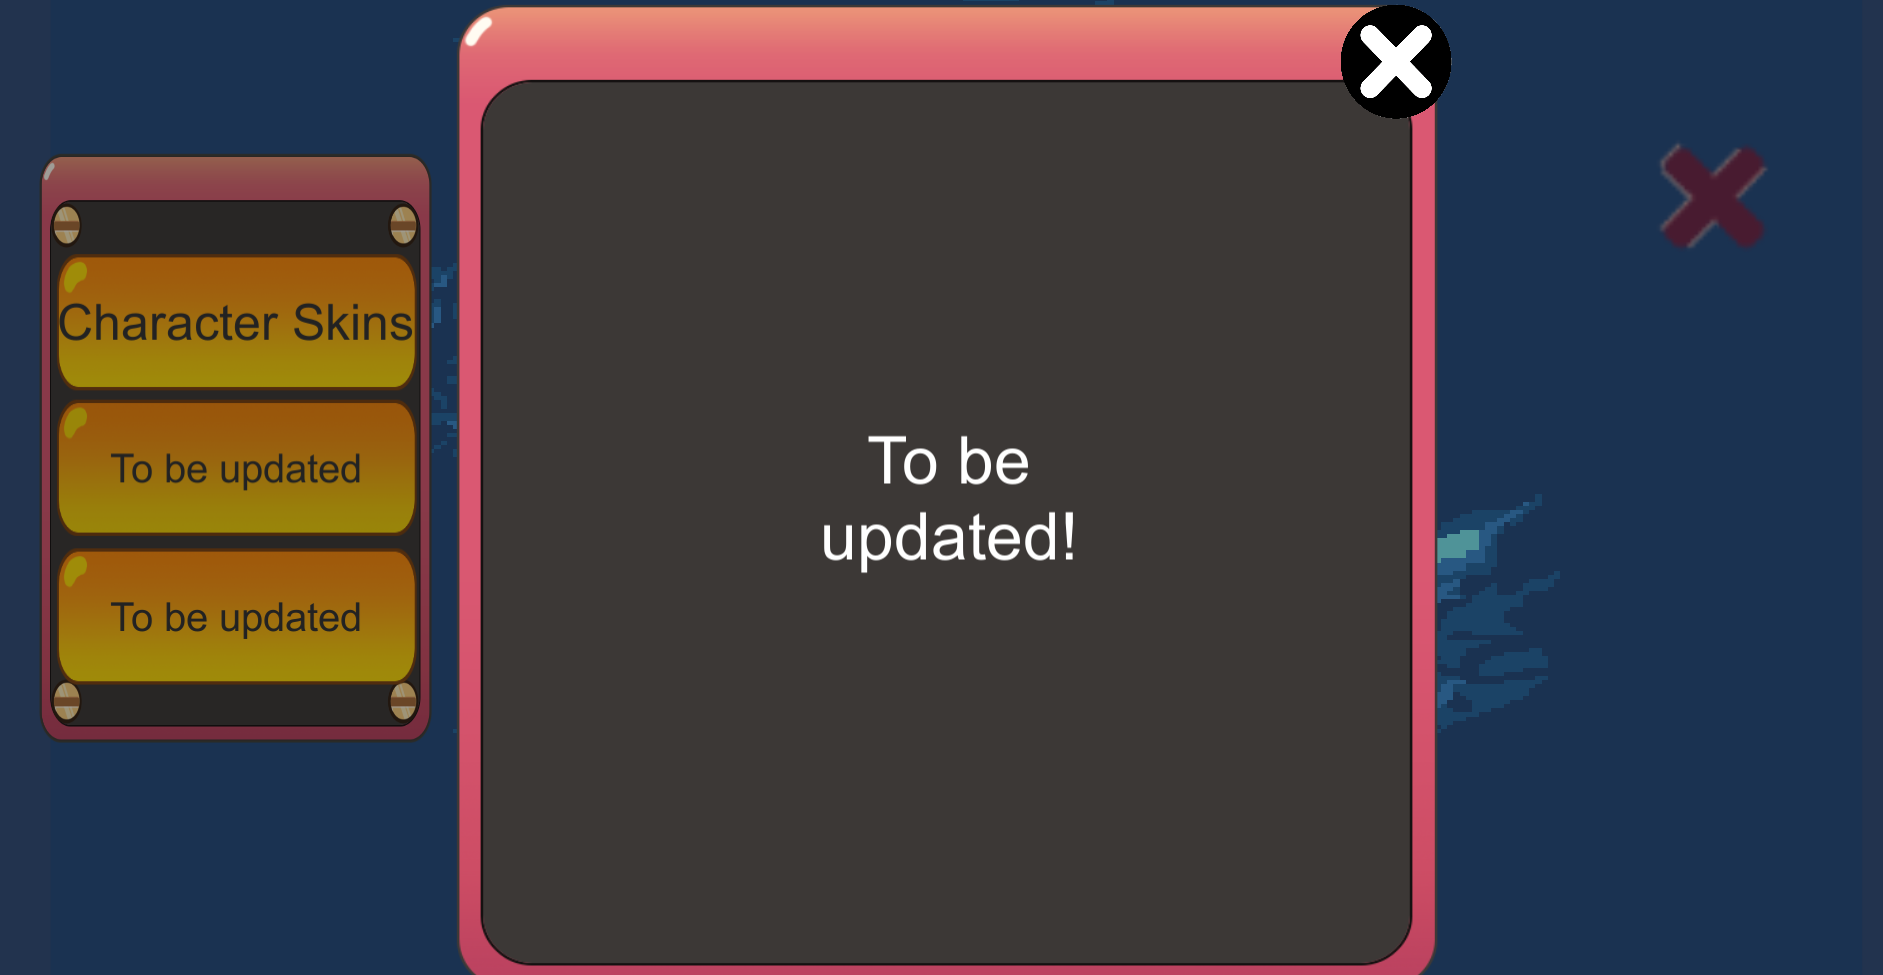 Character Skins
To be updated
To be updated
To be
updated!